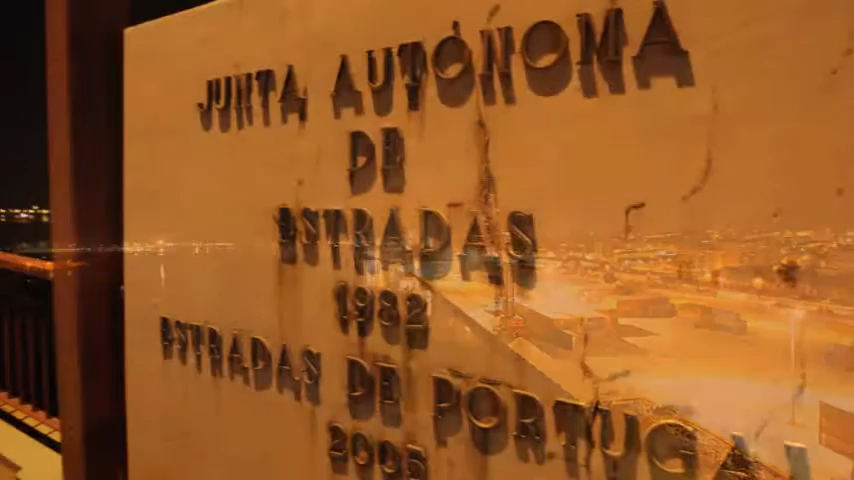 JUNTA AUTÓNOMA
DE
ESTRADAS
1982
ESTRADAS DE PORTUGAL
2005